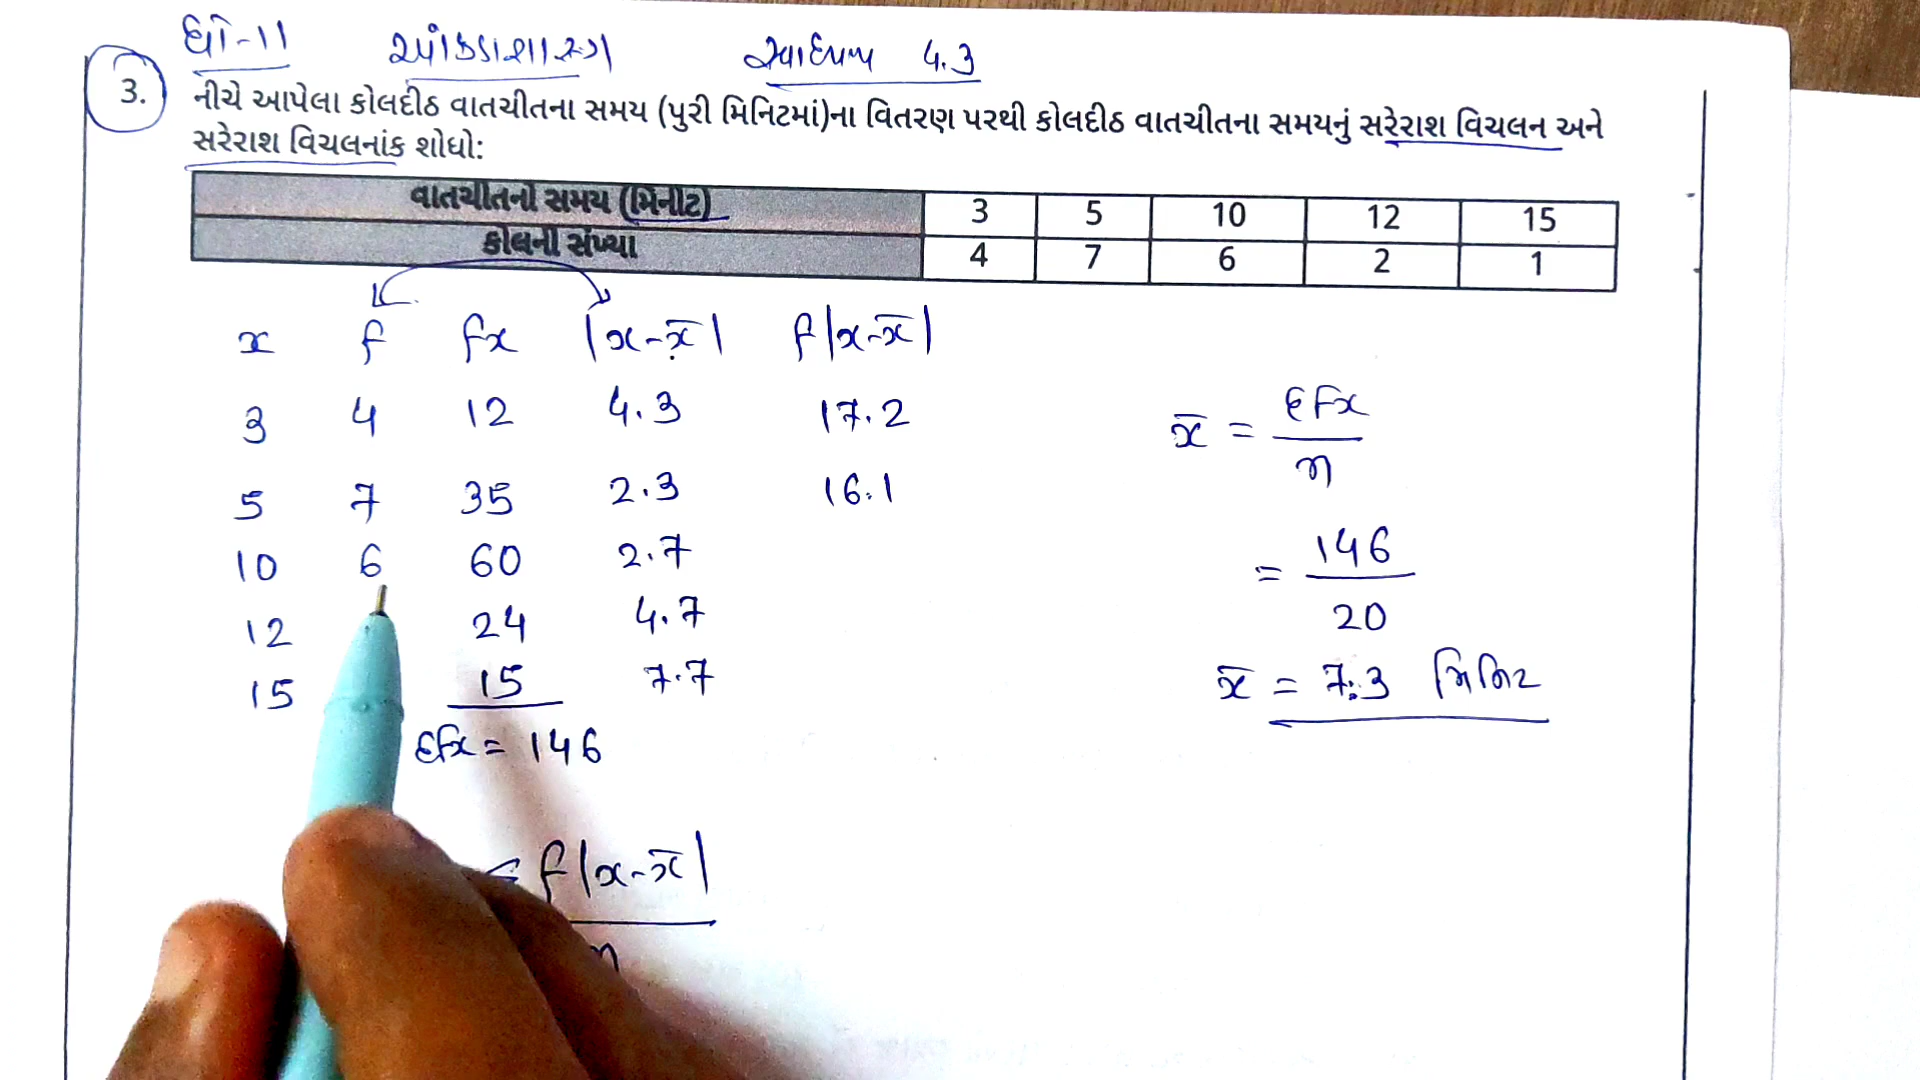 ધો-11 આંકડાશાસ્ત્ર સ્વાધ્યાય 4.3
3. નીચે આપેલા કોલદીઠ વાતચીતના સમય (પુરી મિનિટમાં)ના વિતરણ પરથી કોલદીઠ વાતચીતના સમયનું સરેરાશ વિચલન અને
સરેરાશ વિચલનાંક શોધો:
વાતચીતનો સમય (મિનીટ) 3 5 10 12 15
કોલની સંખ્યા 4 7 6 2 1
x f fx |x-x̄| f|x-x̄|
3 4 12 4.3 17.2
5 7 35 2.3 16.1
10 6 60 2.7
12 24 4.7
15 15 7.7
Σfx = 146
x̄ = Σfx / n
= 146 / 20
x̄ = 7.3 મિનિટ
Σ f|x-x̄|
n